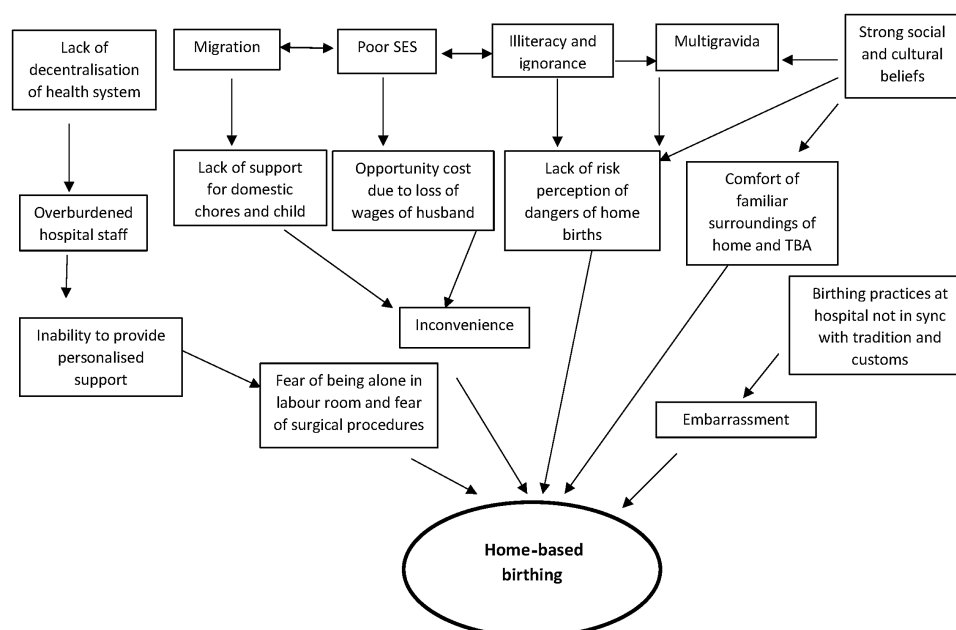 Lack of
decentralisation
of health system
Migration
Poor SES
Illiteracy and
ignorance
Multigravida
Strong social
and cultural
beliefs
Overburdened
hospital staff
Lack of support
for domestic
chores and child
Opportunity cost
due to loss of
wages of husband
Lack of risk
perception of
dangers of home
births
Comfort of
familiar
surroundings of
home and TBA
Inability to provide
personalised
support
Inconvenience
Birthing practices at
hospital not in sync
with tradition and
customs
Fear of being alone in
labour room and fear
of surgical procedures
Embarrassment
Home-based
birthing